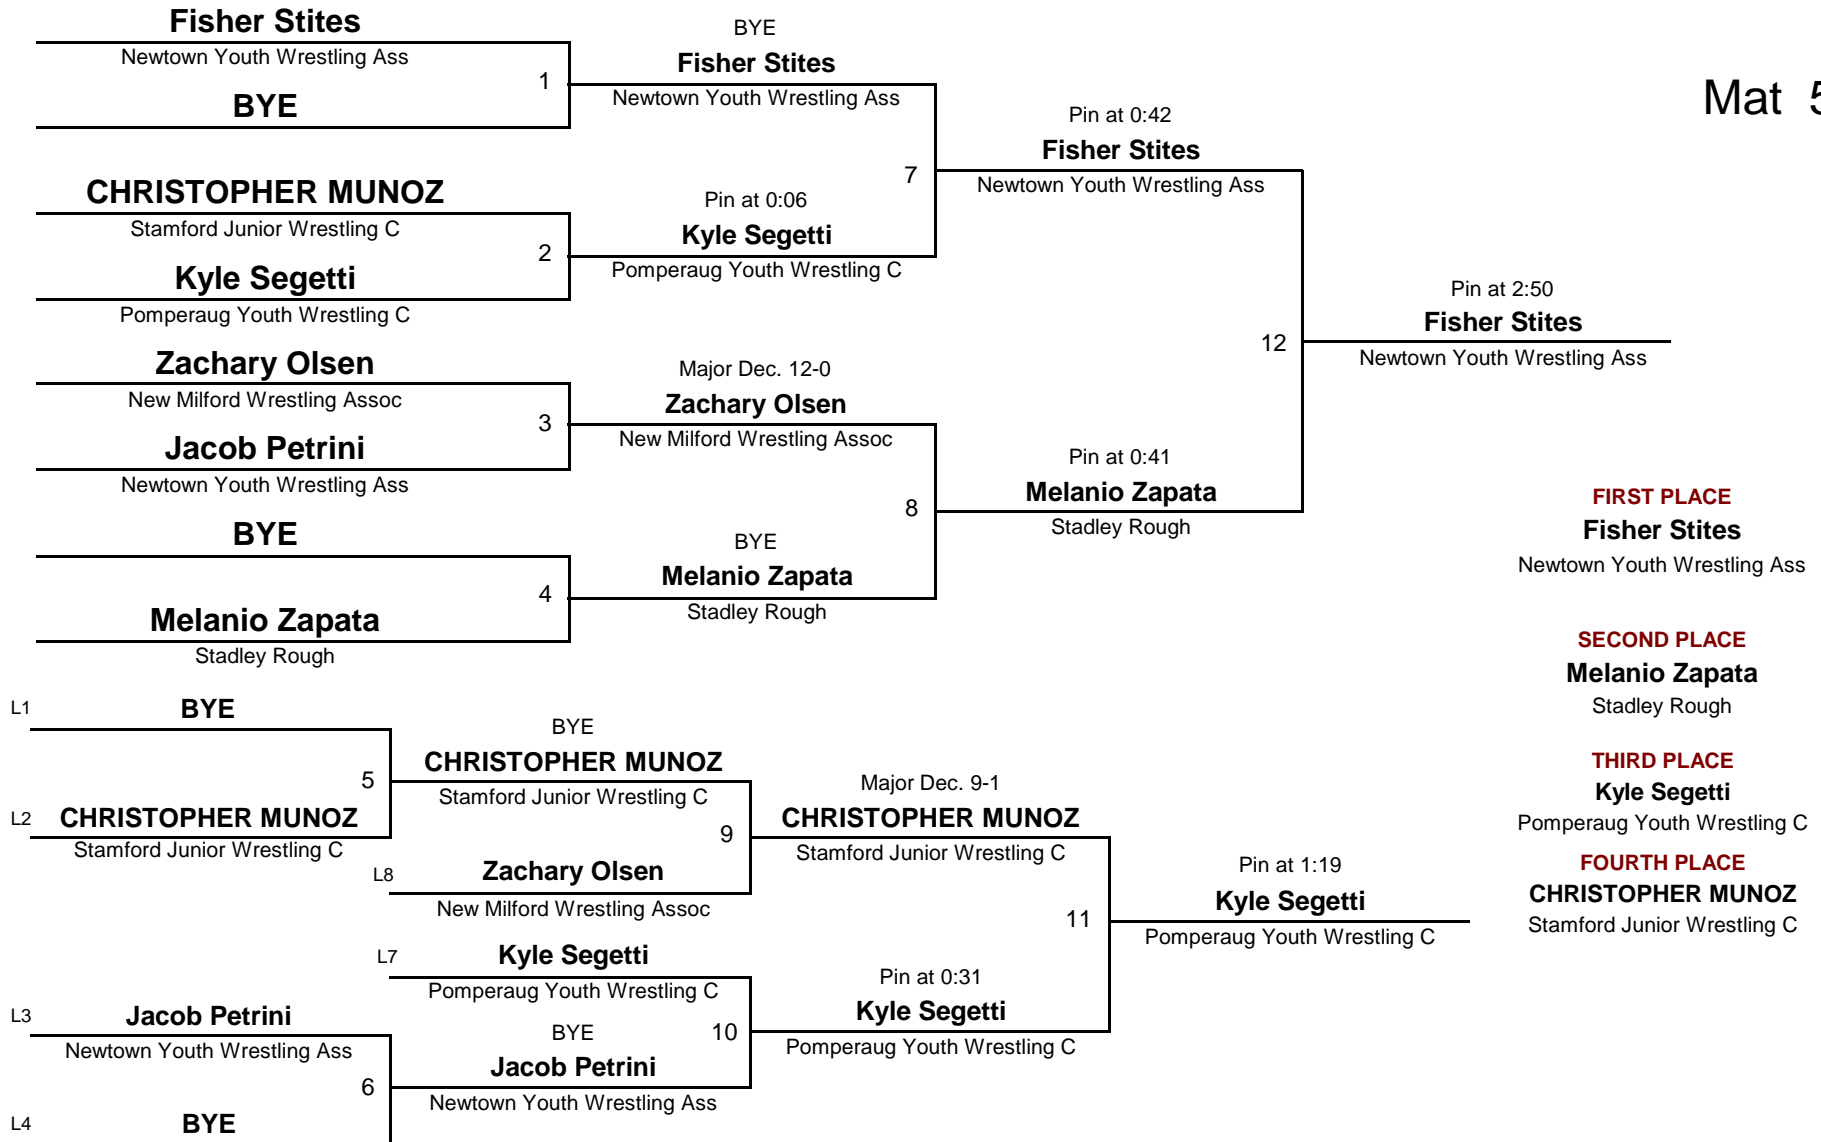 Fisher Stites
Newtown Youth Wrestling Ass
1
BYE
BYE
Fisher Stites
Newtown Youth Wrestling Ass
CHRISTOPHER MUNOZ
Stamford Junior Wrestling C
2
Kyle Segetti
Pomperaug Youth Wrestling C
Pin at 0:06
Kyle Segetti
Pomperaug Youth Wrestling C
7
Pin at 0:42
Fisher Stites
Newtown Youth Wrestling Ass
Mat 5
Zachary Olsen
New Milford Wrestling Assoc
3
Jacob Petrini
Newtown Youth Wrestling Ass
Major Dec. 12-0
Zachary Olsen
New Milford Wrestling Assoc
BYE
4
Melanio Zapata
Stadley Rough
BYE
Melanio Zapata
Stadley Rough
8
Pin at 0:41
Melanio Zapata
Stadley Rough
12
Pin at 2:50
Fisher Stites
Newtown Youth Wrestling Ass
FIRST PLACE
Fisher Stites
Newtown Youth Wrestling Ass
SECOND PLACE
Melanio Zapata
Stadley Rough
THIRD PLACE
Kyle Segetti
Pomperaug Youth Wrestling C
FOURTH PLACE
CHRISTOPHER MUNOZ
Stamford Junior Wrestling C
L1 BYE
5
L2 CHRISTOPHER MUNOZ
Stamford Junior Wrestling C
BYE
CHRISTOPHER MUNOZ
Stamford Junior Wrestling C
9
L8 Zachary Olsen
New Milford Wrestling Assoc
Major Dec. 9-1
CHRISTOPHER MUNOZ
Stamford Junior Wrestling C
L7 Kyle Segetti
Pomperaug Youth Wrestling C
10
BYE
Jacob Petrini
Newtown Youth Wrestling Ass
L3 Jacob Petrini
Newtown Youth Wrestling Ass
6
L4 BYE
Pin at 0:31
Kyle Segetti
Pomperaug Youth Wrestling C
11
Pin at 1:19
Kyle Segetti
Pomperaug Youth Wrestling C